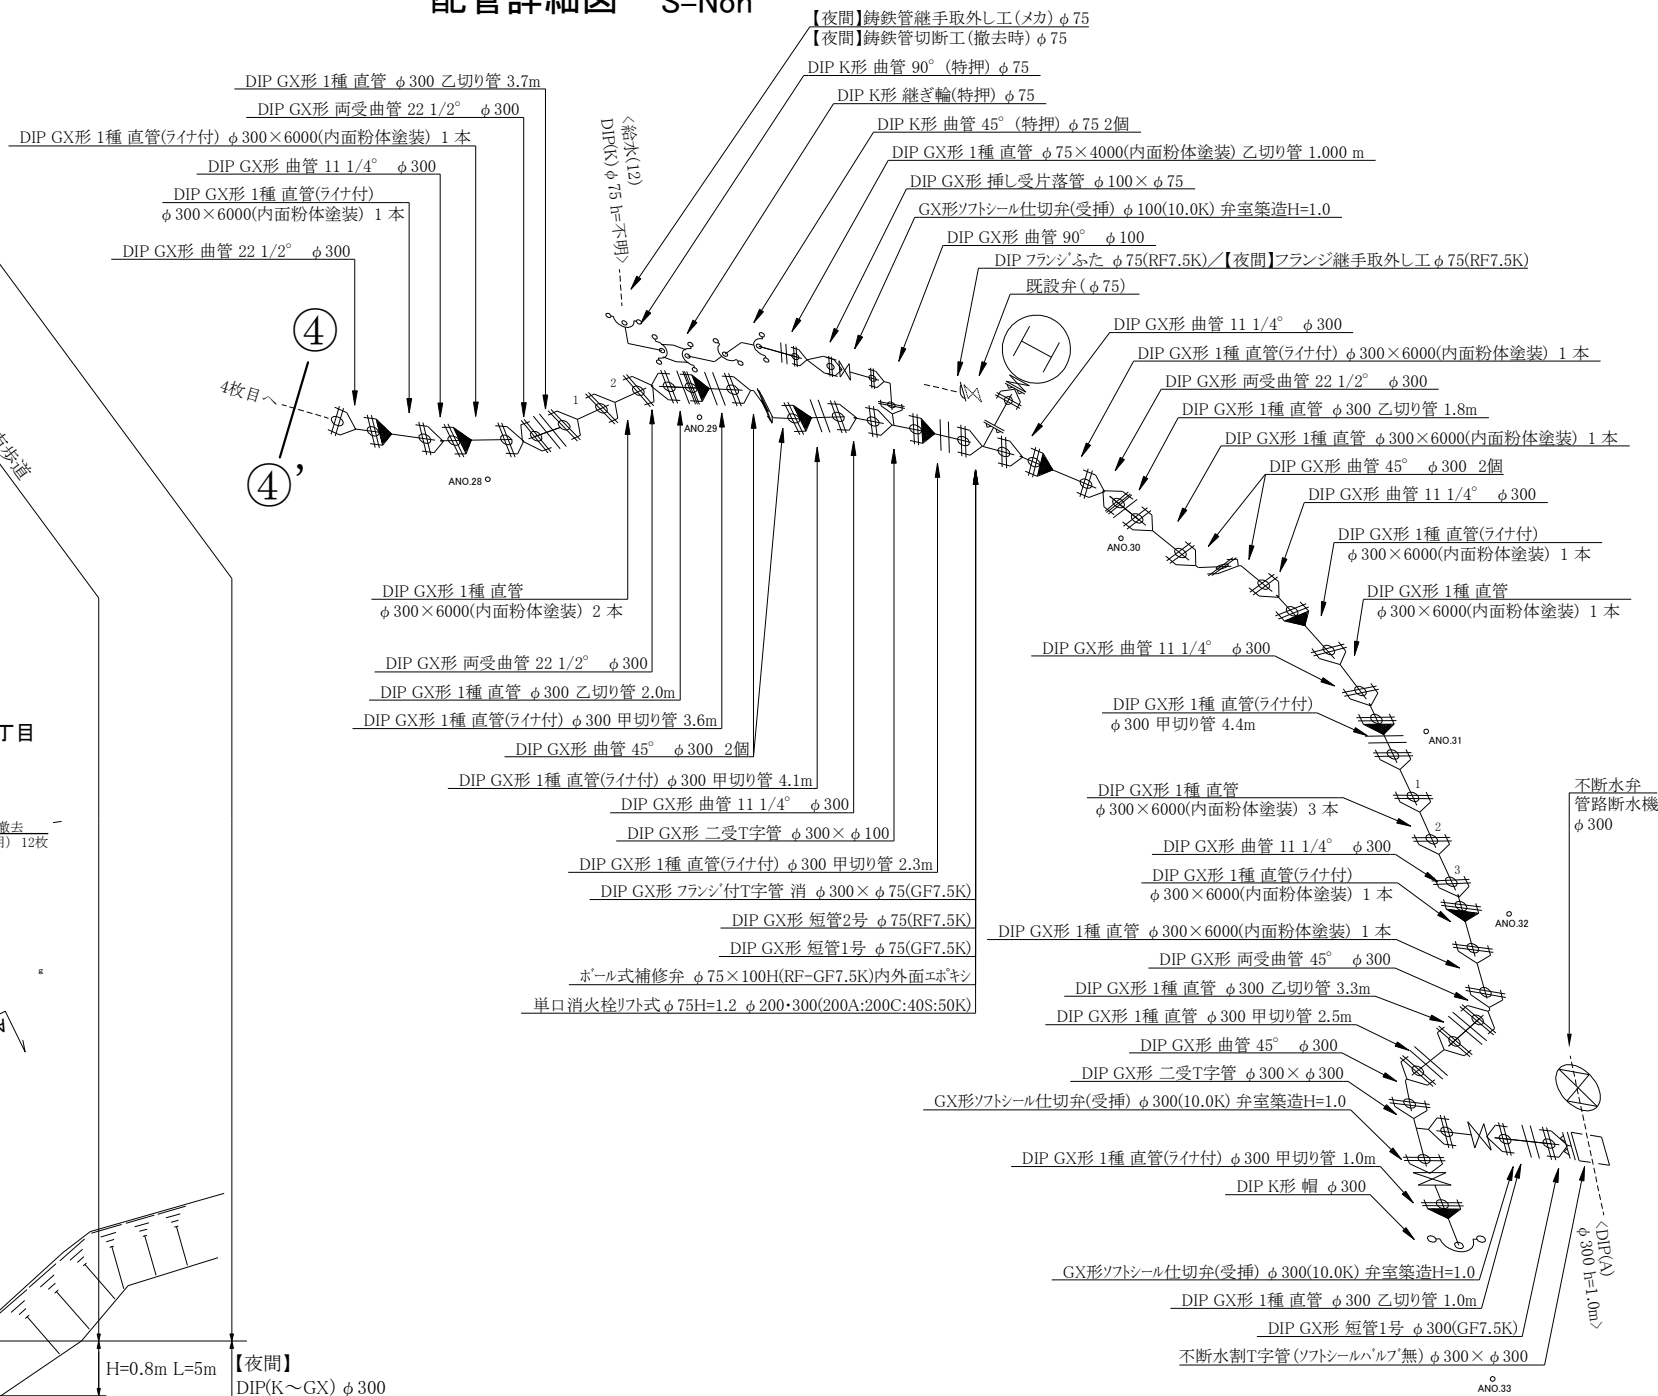 配管詳細図 S=Non
【夜間】鋳鉄管継手取外し工(メカ)φ75
【夜間】鋳鉄管切断工(撤去時)φ75
DIP K形 曲管 90°(特押)φ75
DIP K形 継ぎ輪(特押)φ75
DIP K形 曲管 45°(特押)φ75 2個
DIP GX形 1種 直管 φ75×4000(内面粉体塗装) 乙切り管 1.000 m
DIP GX形 挿し受片落管 φ100×φ75
GX形ソフトシール仕切弁(受挿) φ100(10.0K) 弁室築造H=1.0
DIP GX形 曲管 90° φ100
DIP フランジふた φ75(RF7.5K)/【夜間】フランジ継手取外し工φ75(RF7.5K)
既設弁(φ75)
DIP GX形 1種 直管 φ300 乙切り管 3.7m
DIP GX形 両受曲管 22 1/2° φ300
DIP GX形 1種 直管(ライナ付) φ300×6000(内面粉体塗装) 1 本
DIP GX形 曲管 11 1/4° φ300
DIP GX形 1種 直管(ライナ付)
φ300×6000(内面粉体塗装) 1 本
DIP GX形 曲管 22 1/2° φ300
<給水(12)
DIP(K)φ75 h=不明>
④
④'
4枚目へ
1
2
ANO.28
ANO.29
DIP GX形 曲管 11 1/4° φ300
DIP GX形 1種 直管(ライナ付) φ300×6000(内面粉体塗装) 1 本
DIP GX形 両受曲管 22 1/2° φ300
DIP GX形 1種 直管 φ300 乙切り管 1.8m
DIP GX形 1種 直管 φ300×6000(内面粉体塗装) 1 本
DIP GX形 曲管 45° φ300 2個
DIP GX形 曲管 11 1/4° φ300
ANO.30
DIP GX形 1種 直管(ライナ付)
φ300×6000(内面粉体塗装) 1 本
DIP GX形 1種 直管
φ300×6000(内面粉体塗装) 1 本
DIP GX形 1種 直管
φ300×6000(内面粉体塗装) 2 本
DIP GX形 両受曲管 22 1/2° φ300
DIP GX形 1種 直管 φ300 乙切り管 2.0m
DIP GX形 1種 直管(ライナ付) φ300 甲切り管 3.6m
DIP GX形 曲管 45° φ300 2個
DIP GX形 1種 直管(ライナ付) φ300 甲切り管 4.1m
DIP GX形 曲管 11 1/4° φ300
DIP GX形 二受T字管 φ300×φ100
DIP GX形 1種 直管(ライナ付) φ300 甲切り管 2.3m
DIP GX形 フランジ付T字管 消 φ300×φ75(GF7.5K)
DIP GX形 短管2号 φ75(RF7.5K)
DIP GX形 短管1号 φ75(GF7.5K)
ボール式補修弁 φ75×100H(RF-GF7.5K)内外面エポキシ
単口消火栓リフト式φ75H=1.2 φ200・300(200A:200C:40S:50K)
DIP GX形 曲管 11 1/4° φ300
DIP GX形 1種 直管(ライナ付)
φ300 甲切り管 4.4m
ANO.31
DIP GX形 1種 直管
φ300×6000(内面粉体塗装) 3 本
1
2
3
DIP GX形 曲管 11 1/4° φ300
DIP GX形 1種 直管(ライナ付)
φ300×6000(内面粉体塗装) 1 本
ANO.32
DIP GX形 1種 直管 φ300×6000(内面粉体塗装) 1 本
DIP GX形 両受曲管 45° φ300
DIP GX形 1種 直管 φ300 乙切り管 3.3m
DIP GX形 1種 直管 φ300 甲切り管 2.5m
DIP GX形 曲管 45° φ300
DIP GX形 二受T字管 φ300×φ300
GX形ソフトシール仕切弁(受挿) φ300(10.0K) 弁室築造H=1.0
DIP GX形 1種 直管(ライナ付) φ300 甲切り管 1.0m
DIP K形 帽 φ300
不断水弁
管路断水機
φ300
<DIP(A)
φ300 h=1.0m>
GX形ソフトシール仕切弁(受挿) φ300(10.0K) 弁室築造H=1.0
DIP GX形 1種 直管 φ300 乙切り管 1.0m
DIP GX形 短管1号 φ300(GF7.5K)
不断水割T字管(ソフトシールバルブ無) φ300×φ300
ANO.33
歩道
丁目
撤去
12枚
H=0.8m L=5m
【夜間】
DIP(K～GX) φ300